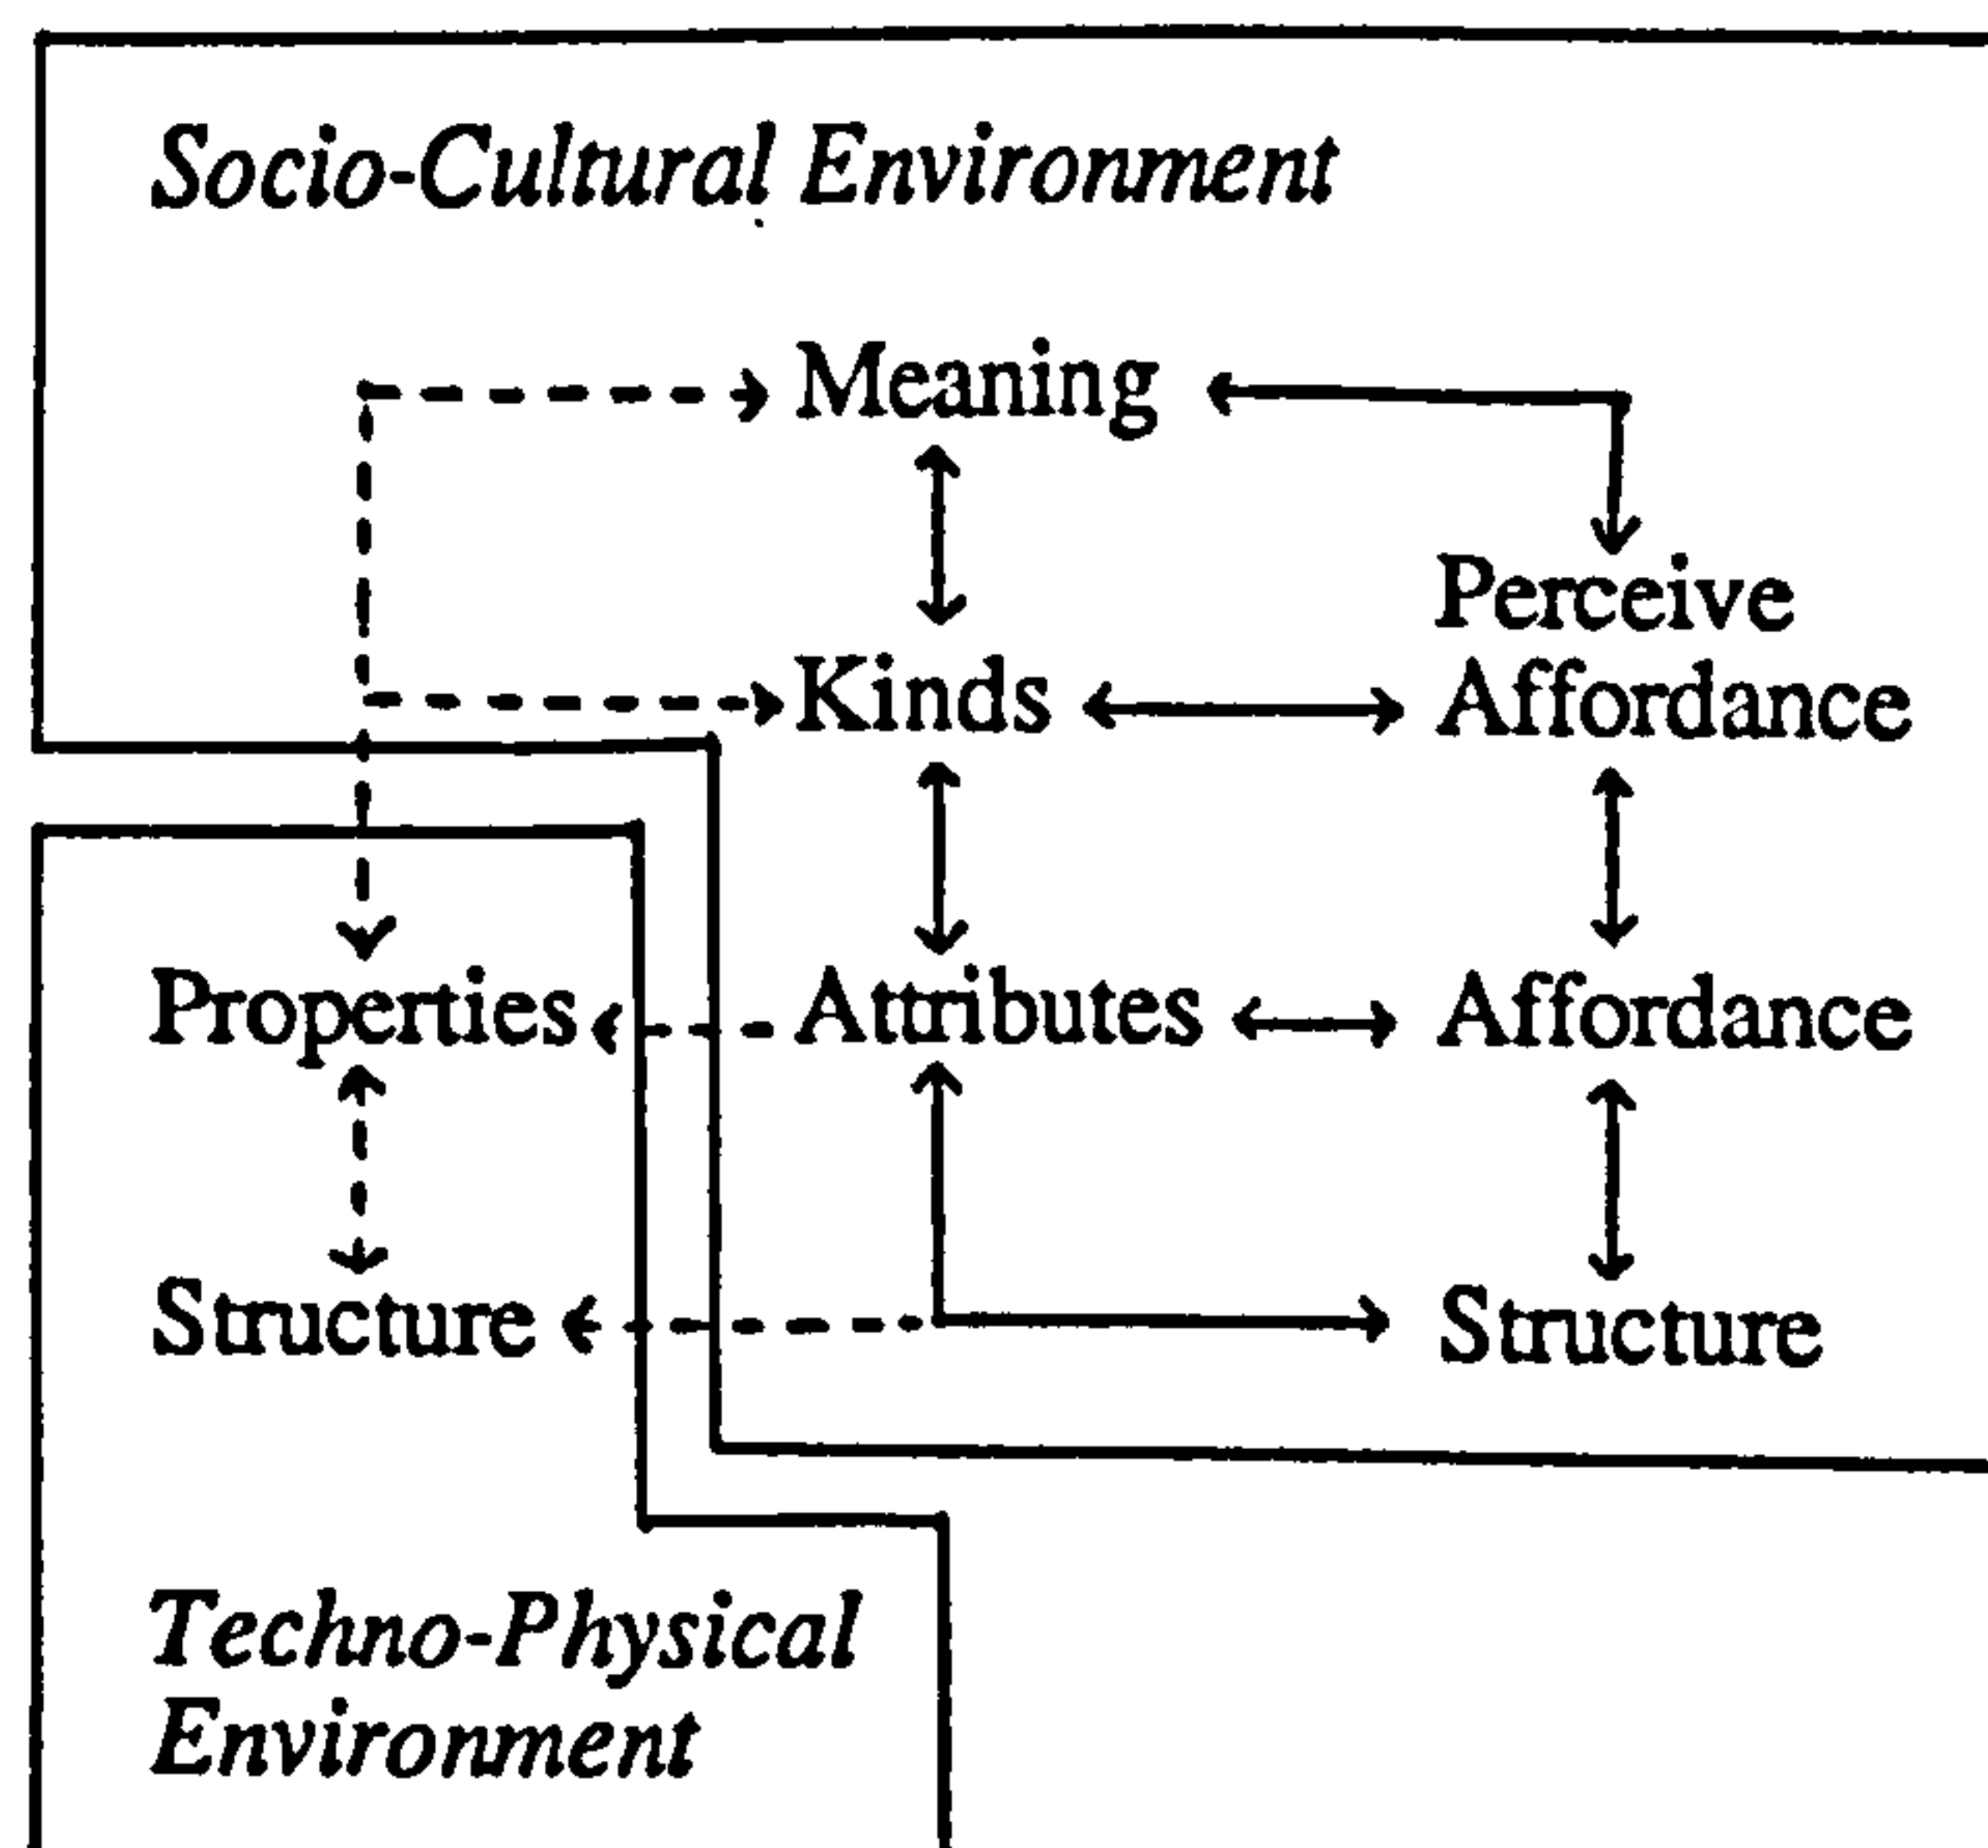 Socio-Cultural Environment
Meaning
Perceive
Affordance
Kinds
Properties
Attributes
Affordance
Structure
Structure
Techno-Physical
Environment